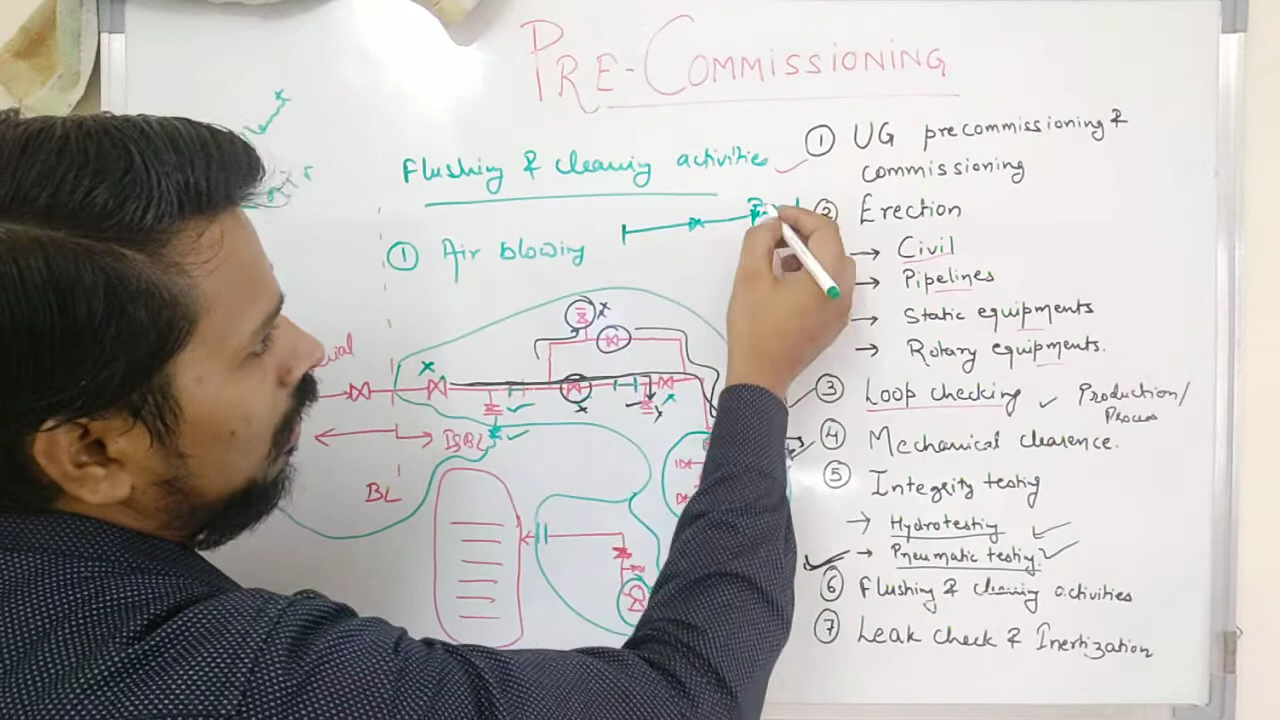 PRE-COMMISSIONING
Flushing & cleaning activities
① Air blowing
ISBL
BL
① UG precommissioning &
commissioning
② Erection
→ Civil
→ Pipelines
→ Static equipments
→ Rotary equipments.
③ Loop checking ✓ Production/
Process
④ Mechanical clearence.
⑤ Integrity testing
→ Hydrotesting ✓
→ Pneumatic testing ✓
⑥ Flushing & cleaning activities
⑦ Leak check & Inertization